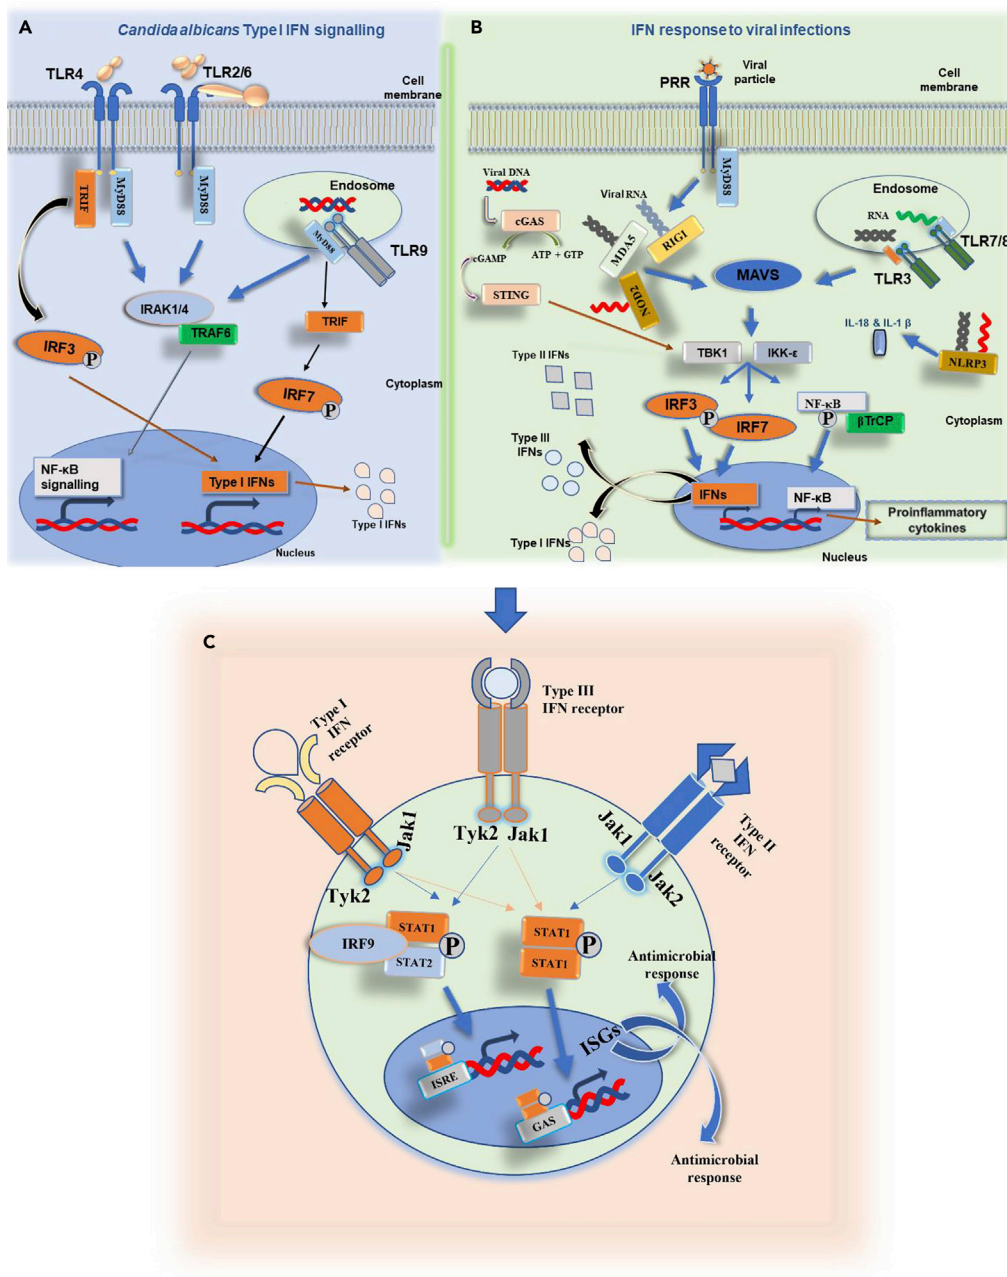 A
Candida albicans Type I IFN signalling
TLR4
TLR2/6
Cell
membrane
TRIF
MyD88
MyD88
Endosome
MyD88
TLR9
IRAK1/4
TRAF6
TRIF
IRF3
P
Cytoplasm
IRF7
P
NF-κB
signalling
Type I IFNs
Type I IFNs
Nucleus
B
IFN response to viral infections
PRR
Viral
particle
Cell
membrane
MyD88
Viral DNA
cGAS
ATP + GTP
cGAMP
STING
Viral RNA
MDA5
RIG1
NOD2
MAVS
Endosome
RNA
TLR7/8
TLR3
IL-18 & IL-1 β
NLRP3
TBK1
IKK-ε
Type II IFNs
IRF3
P
IRF7
NF-κB
P
βTrCP
Cytoplasm
Type III
IFNs
IFNs
NF-κB
Proinflammatory
cytokines
Type I IFNs
Nucleus
C
Type III
IFN receptor
Type I
IFN
receptor
Type II
IFN
receptor
Tyk2
Jak1
Tyk2
Jak1
Jak1
Jak2
IRF9
STAT1
STAT2
P
STAT1
STAT1
P
Antimicrobial
response
ISGs
ISRE
GAS
Antimicrobial
response